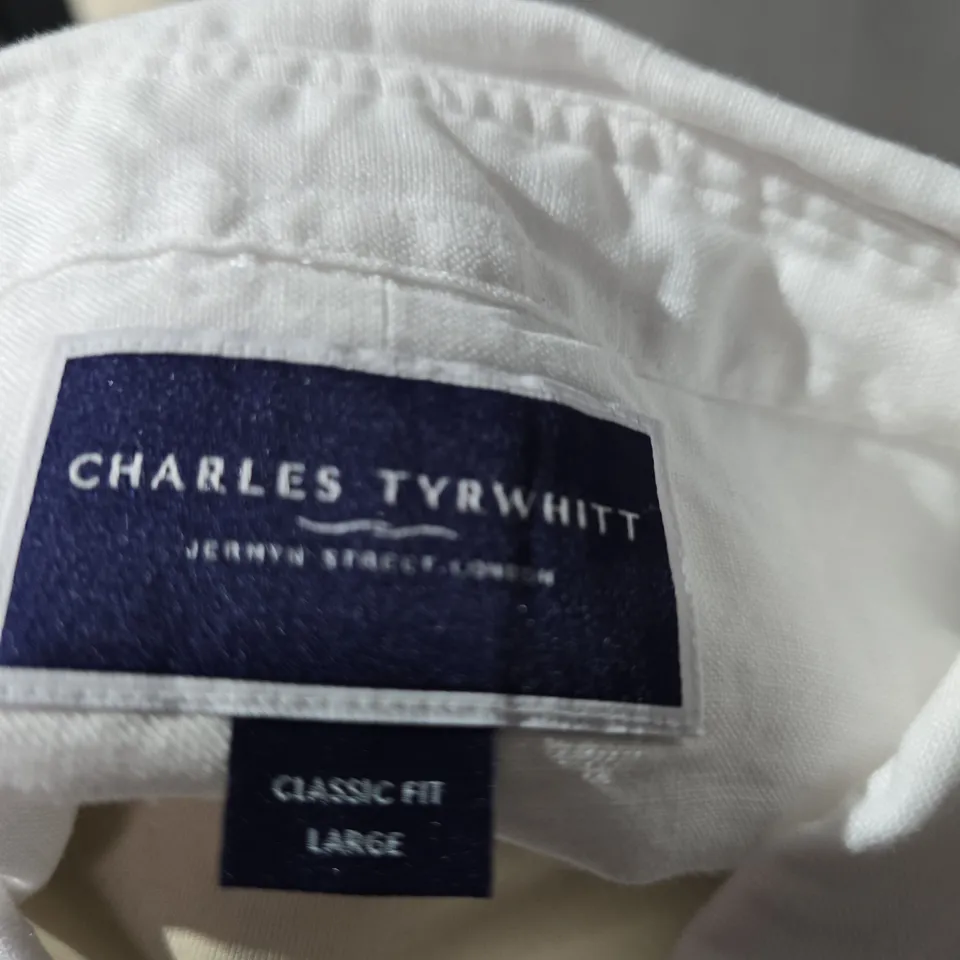 CHARLES TYRWHITT
JERMYN STREET. LONDON
CLASSIC FIT
LARGE